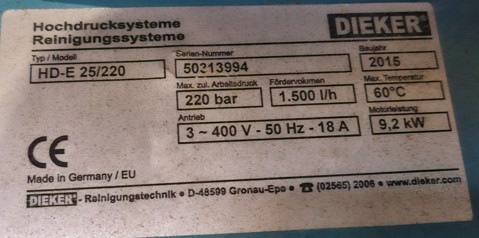 Hochdrucksysteme
Reinigungssysteme
DIEKER
Typ / Modell
Serien-Nummer
Baujahr
HD-E 25/220
50313994
2015
Max. zul. Arbeitsdruck
Fördervolumen
Max. Temperatur
220 bar
1.500 l/h
60°C
Antrieb
Motorleistung
3 ~ 400 V - 50 Hz - 18 A
9,2 kW
CE
Made in Germany / EU
DIEKER - Reinigungstechnik • D-48599 Gronau-Epe • ☎ (02565) 2006 • www.dieker.com